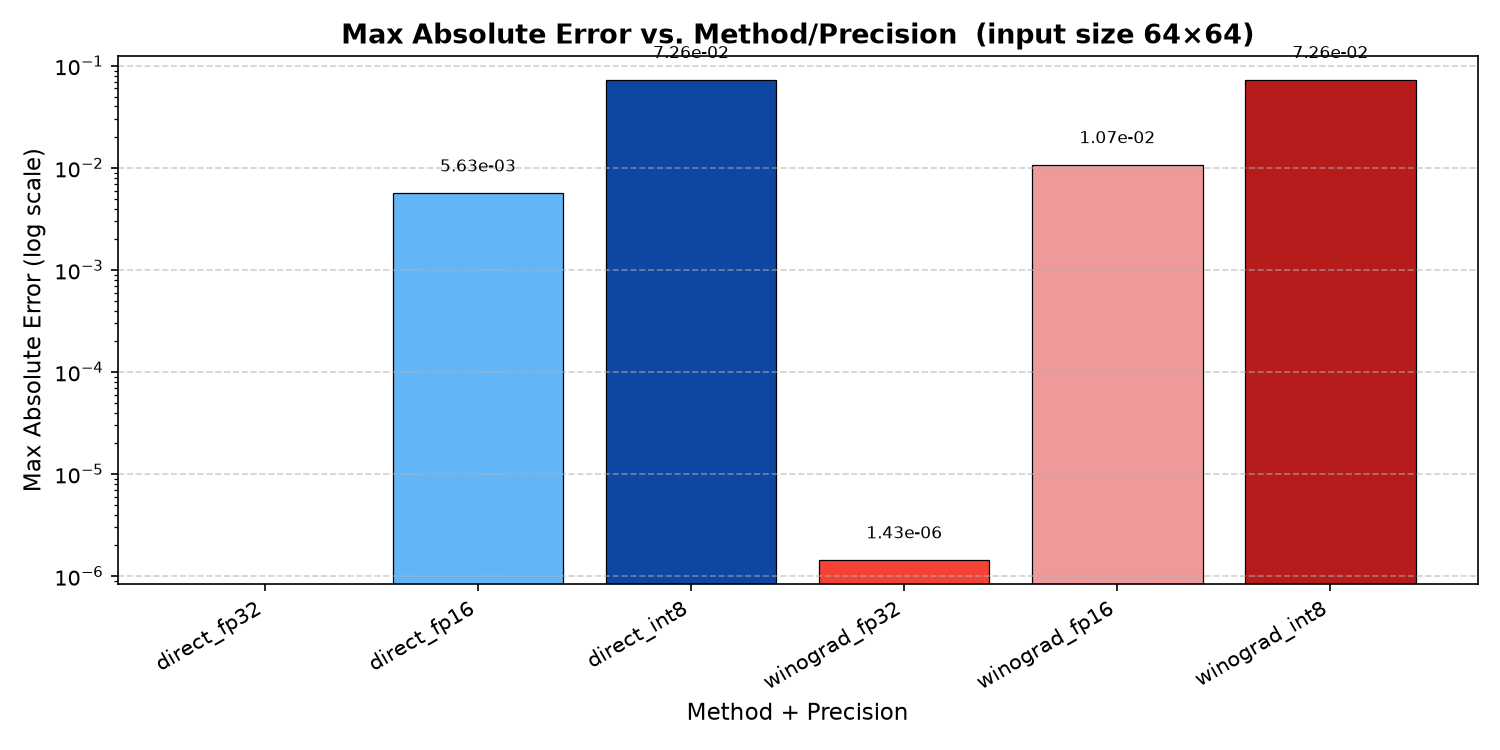 Max Absolute Error vs. Method/Precision (input size 64×64)
Max Absolute Error (log scale)
10⁻¹
10⁻²
10⁻³
10⁻⁴
10⁻⁵
10⁻⁶
5.63e-03
7.26e-02
1.43e-06
1.07e-02
7.26e-02
direct_fp32
direct_fp16
direct_int8
winograd_fp32
winograd_fp16
winograd_int8
Method + Precision